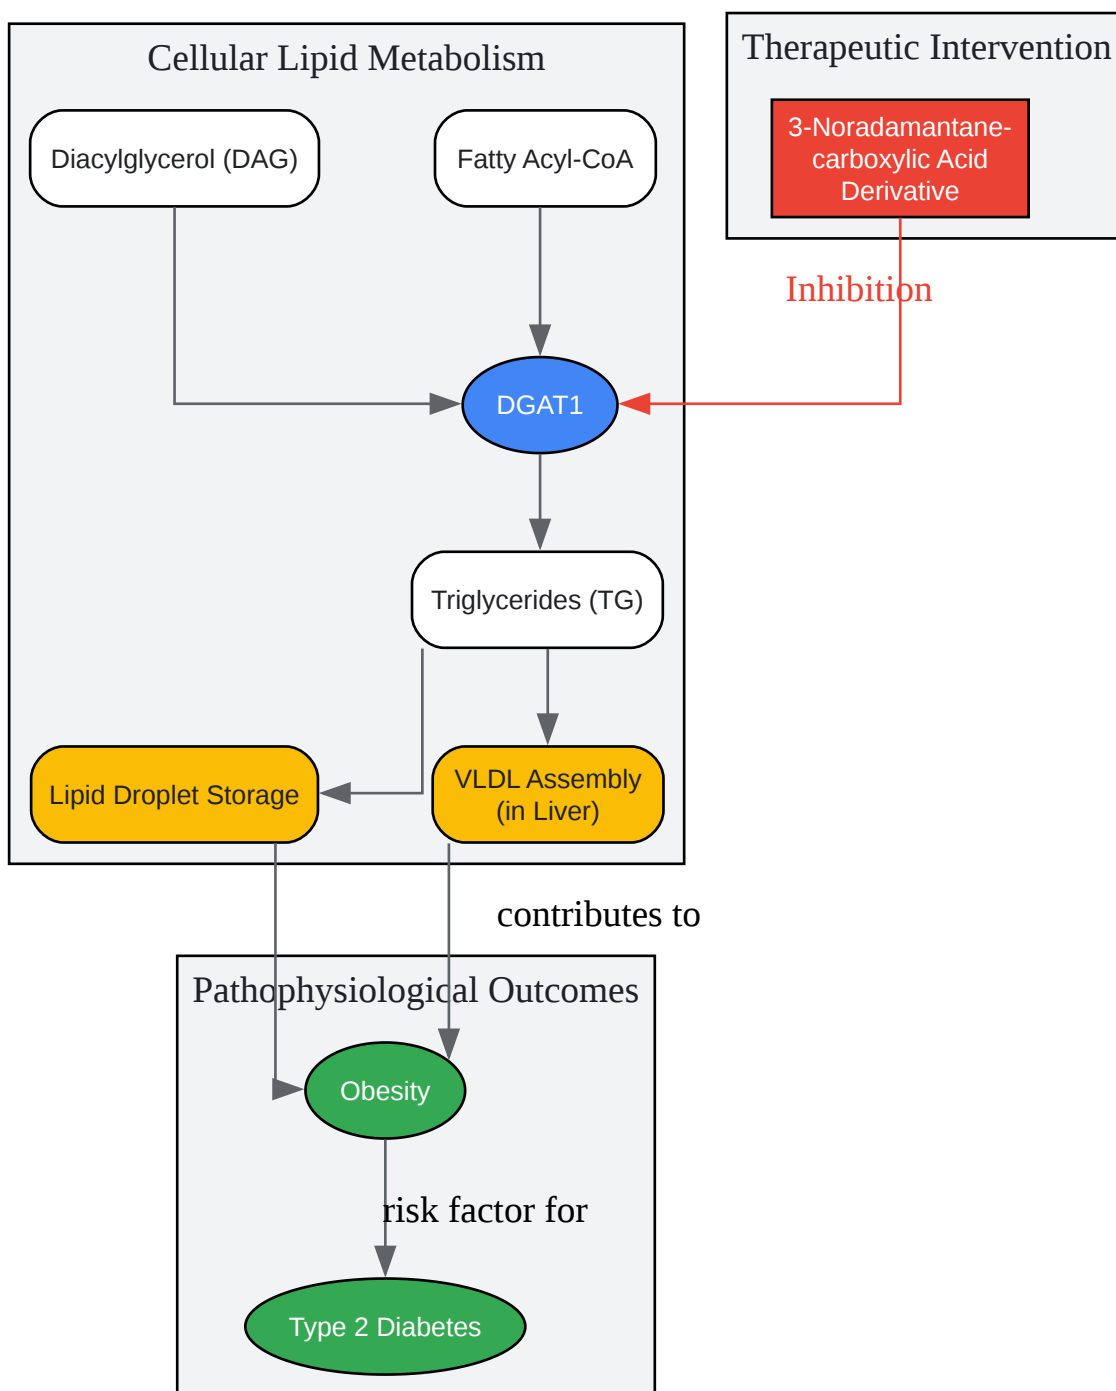 Cellular Lipid Metabolism
Therapeutic Intervention
Diacylglycerol (DAG)
Fatty Acyl-CoA
3-Noradamantane-
carboxylic Acid
Derivative
Inhibition
DGAT1
Triglycerides (TG)
Lipid Droplet Storage
VLDL Assembly
(in Liver)
contributes to
Pathophysiological Outcomes
Obesity
risk factor for
Type 2 Diabetes